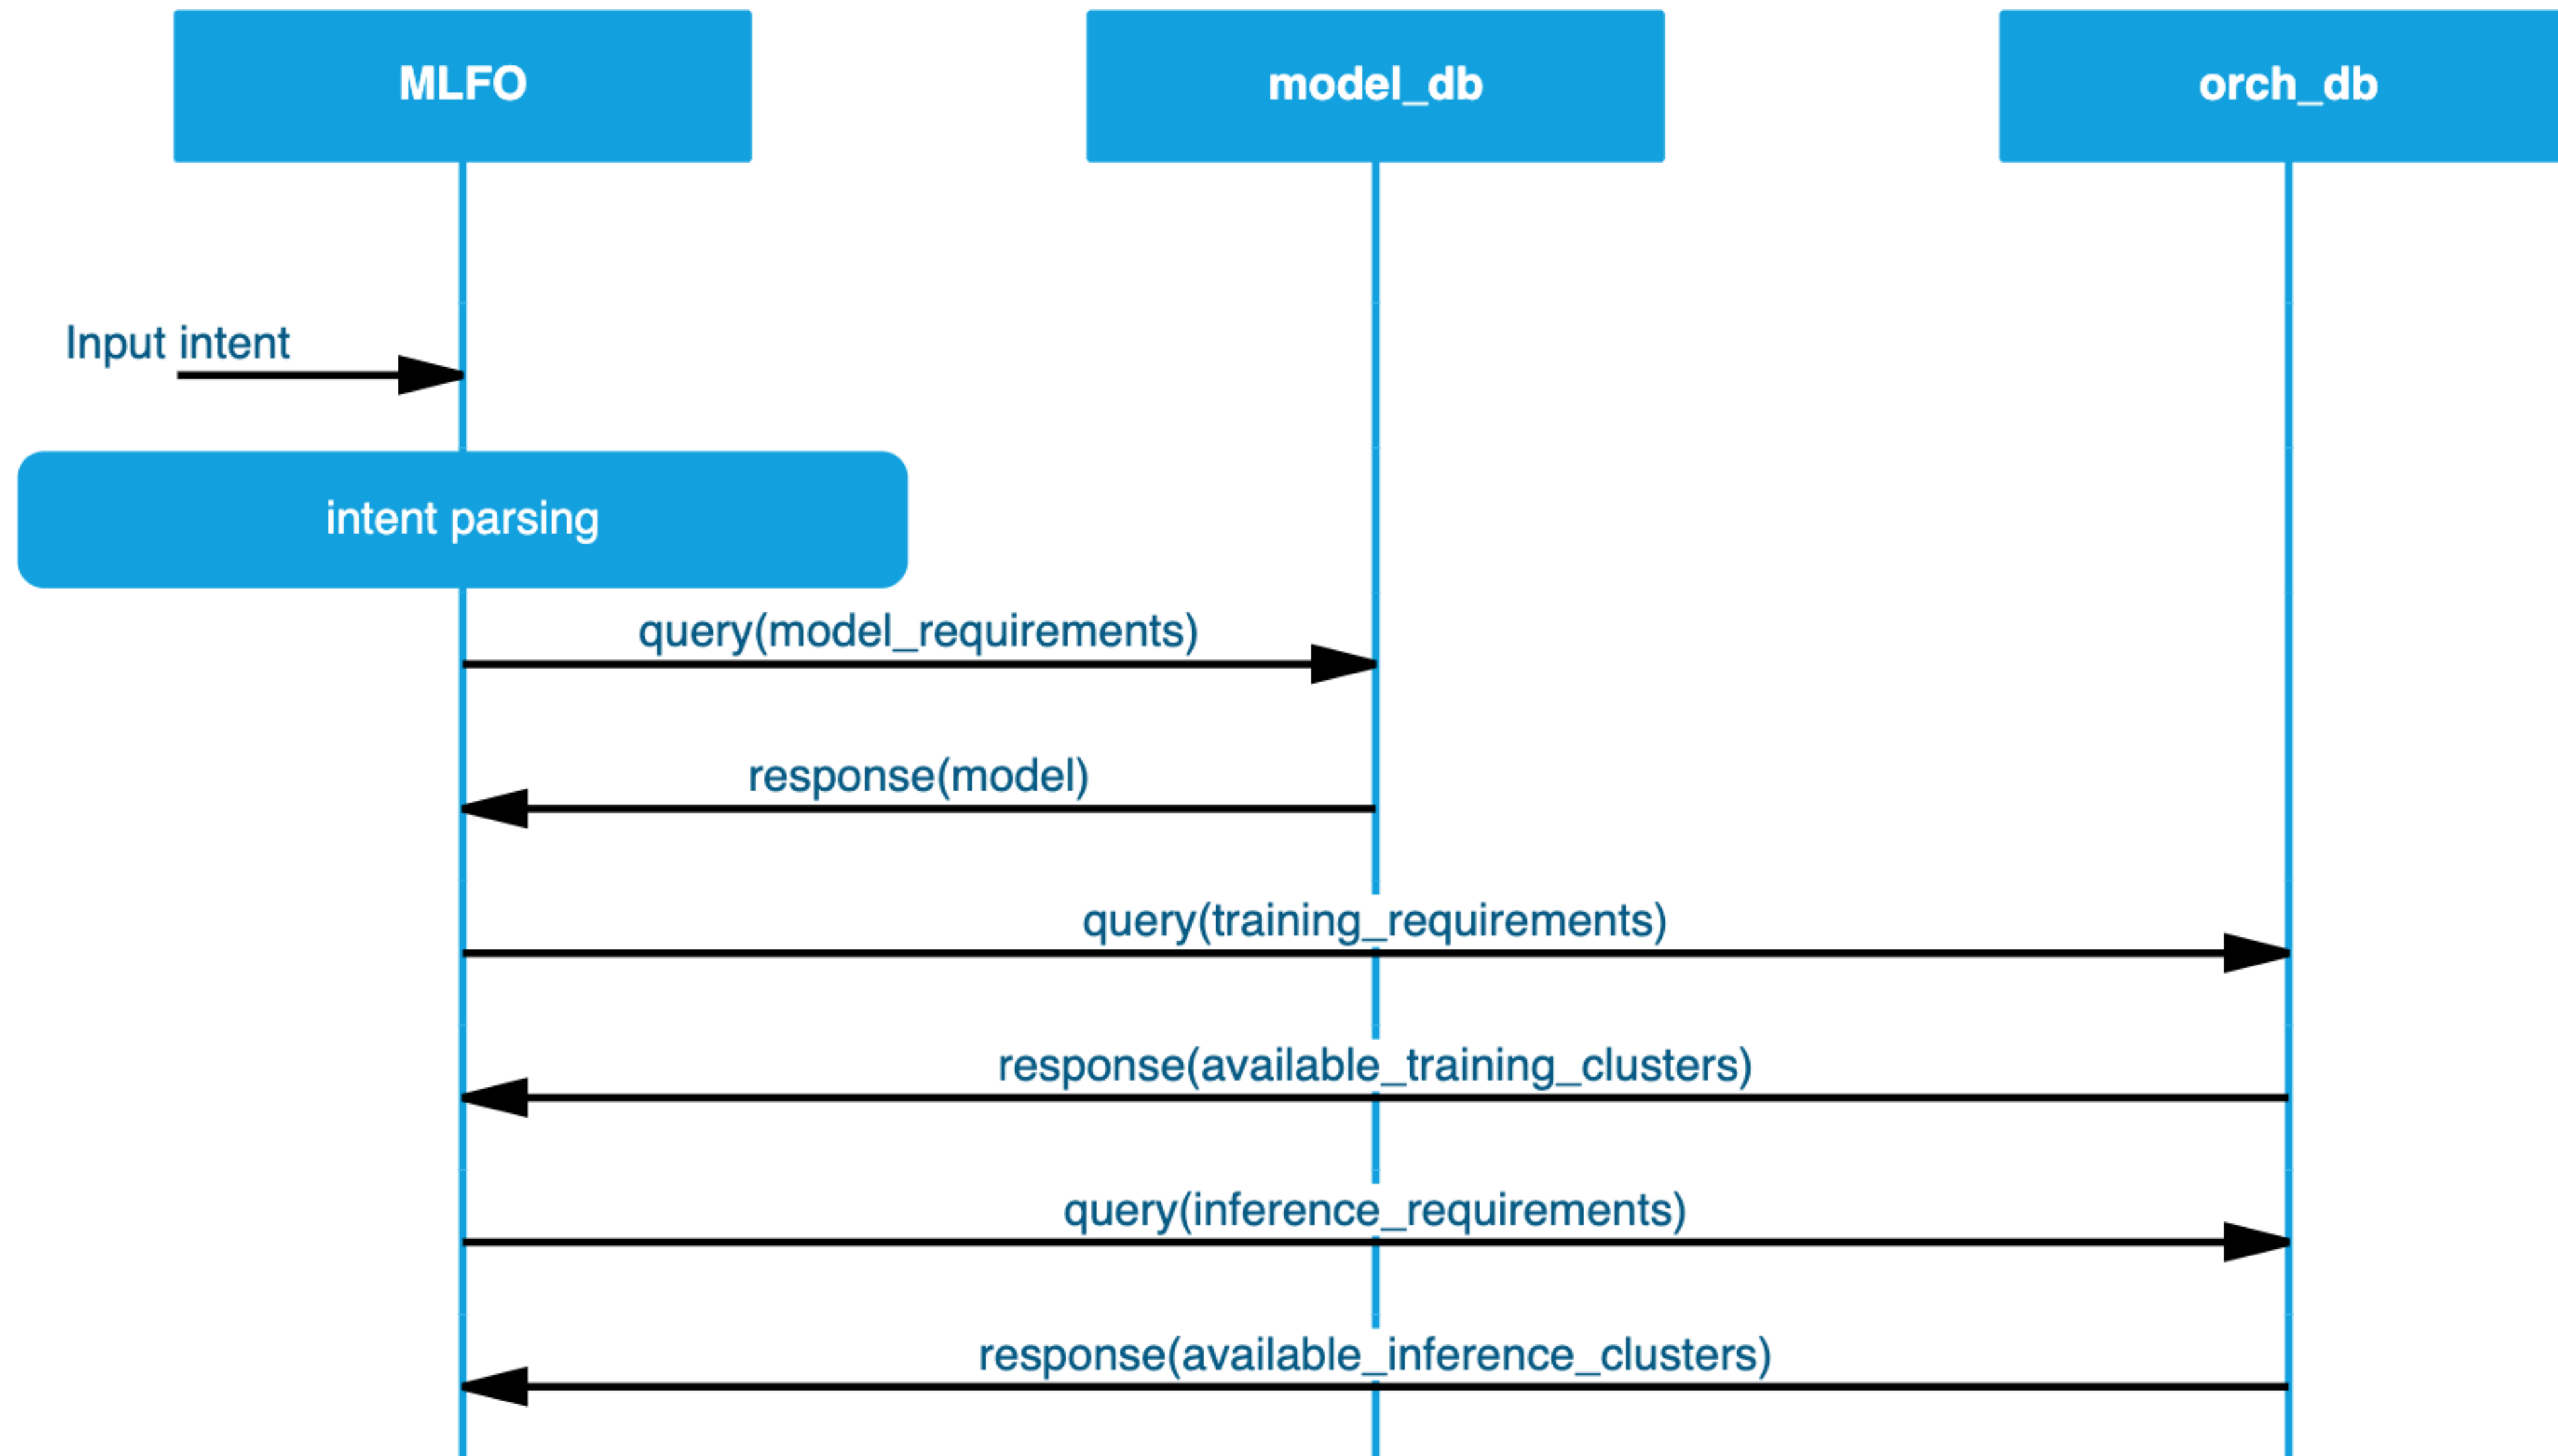 MLFO
model_db
orch_db
Input intent
intent parsing
query(model_requirements)
response(model)
query(training_requirements)
response(available_training_clusters)
query(inference_requirements)
response(available_inference_clusters)